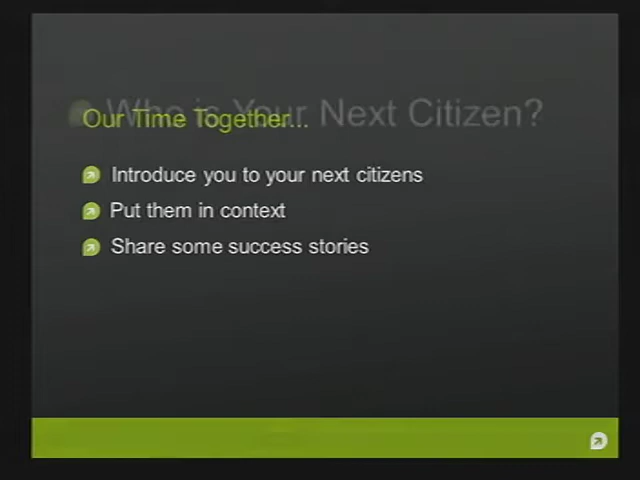 Who is Your Next Citizen?
Our Time Together...
Introduce you to your next citizens
Put them in context
Share some success stories